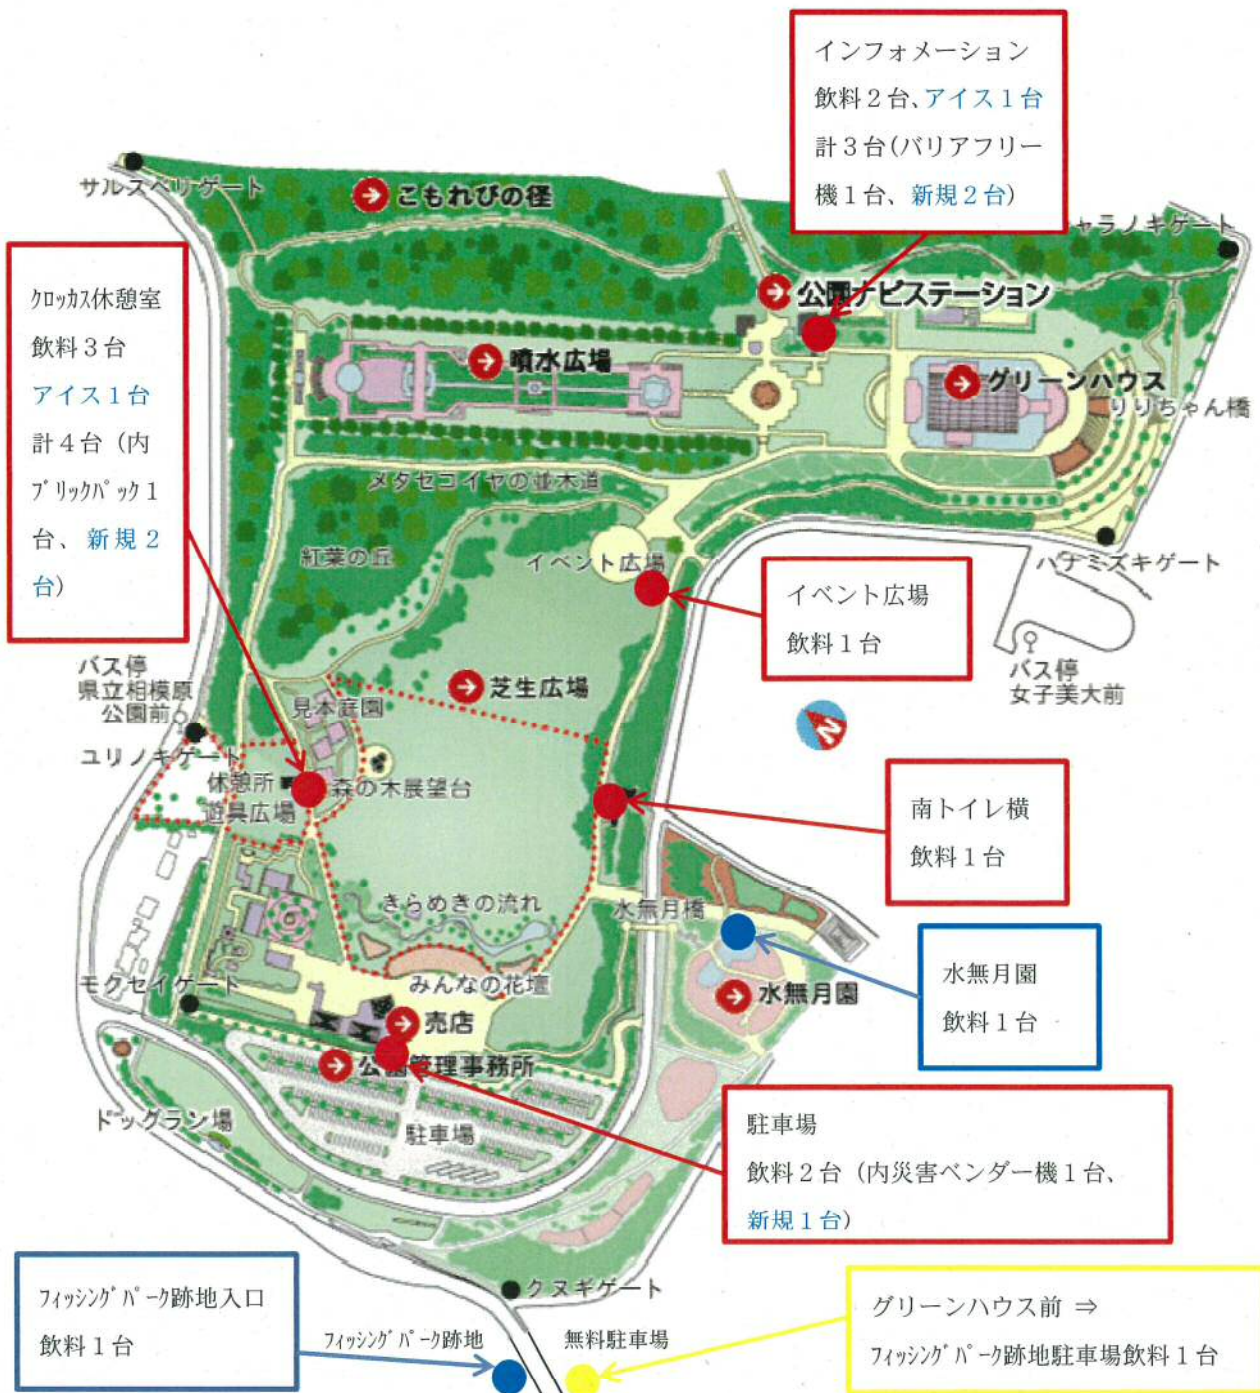 インフォメーション
飲料2台、アイス1台
計3台(バリアフリー
機1台、新規2台)
サルスベリゲート
こもれびの径
ャラノキゲート
クロッカス休憩室
飲料3台
アイス1台
計4台（内
ブリックパック1
台、新規2
台）
公園ナビステーション
噴水広場
グリーンハウス
りりちゃん橋
メタセコイヤの並木道
紅葉の丘
イベント広場
ハナミズキゲート
イベント広場
飲料1台
バス停
県立相模原
公園前
芝生広場
バス停
女子美大前
見本庭園
N
ユリノキゲート
休憩所
森の木展望台
遊具広場
南トイレ横
飲料1台
きらめきの流れ
水無月橋
水無月園
飲料1台
モクセイゲート
みんなの花壇
水無月園
売店
公園管理事務所
ドッグラン場
駐車場
駐車場
飲料2台（内災害ベンダー機1台、
新規1台）
クヌギゲート
フィッシングパーク跡地入口
飲料1台
フィッシングパーク跡地
無料駐車場
グリーンハウス前 ⇒
フィッシングパーク跡地駐車場飲料1台